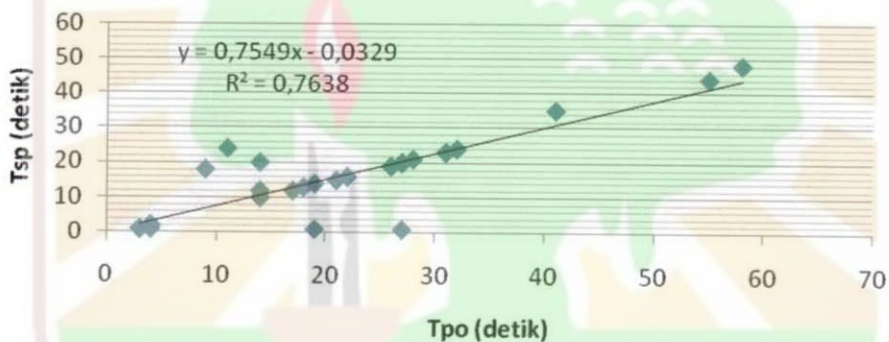 60
50
40
30
20
10
0
Tsp (detik)
y = 0,7549x - 0,0329
R² = 0,7638
0 10 20 30 40 50 60 70
Tpo (detik)